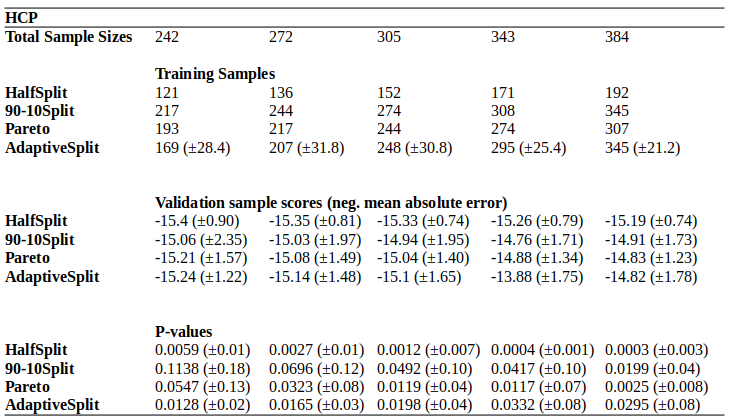 HCP
Total Sample Sizes 242 272 305 343 384
Training Samples
HalfSplit 121 136 152 171 192
90-10Split 217 244 274 308 345
Pareto 193 217 244 274 307
AdaptiveSplit 169 (±28.4) 207 (±31.8) 248 (±30.8) 295 (±25.4) 345 (±21.2)
Validation sample scores (neg. mean absolute error)
HalfSplit -15.4 (±0.90) -15.35 (±0.81) -15.33 (±0.74) -15.26 (±0.79) -15.19 (±0.74)
90-10Split -15.06 (±2.35) -15.03 (±1.97) -14.94 (±1.95) -14.76 (±1.71) -14.91 (±1.73)
Pareto -15.21 (±1.57) -15.08 (±1.49) -15.04 (±1.40) -14.88 (±1.34) -14.83 (±1.23)
AdaptiveSplit -15.24 (±1.22) -15.14 (±1.48) -15.1 (±1.65) -13.88 (±1.75) -14.82 (±1.78)
P-values
HalfSplit 0.0059 (±0.01) 0.0027 (±0.01) 0.0012 (±0.007) 0.0004 (±0.001) 0.0003 (±0.003)
90-10Split 0.1138 (±0.18) 0.0696 (±0.12) 0.0492 (±0.10) 0.0417 (±0.10) 0.0199 (±0.04)
Pareto 0.0547 (±0.13) 0.0323 (±0.08) 0.0119 (±0.04) 0.0117 (±0.07) 0.0025 (±0.008)
AdaptiveSplit 0.0128 (±0.02) 0.0165 (±0.03) 0.0198 (±0.04) 0.0332 (±0.08) 0.0295 (±0.08)